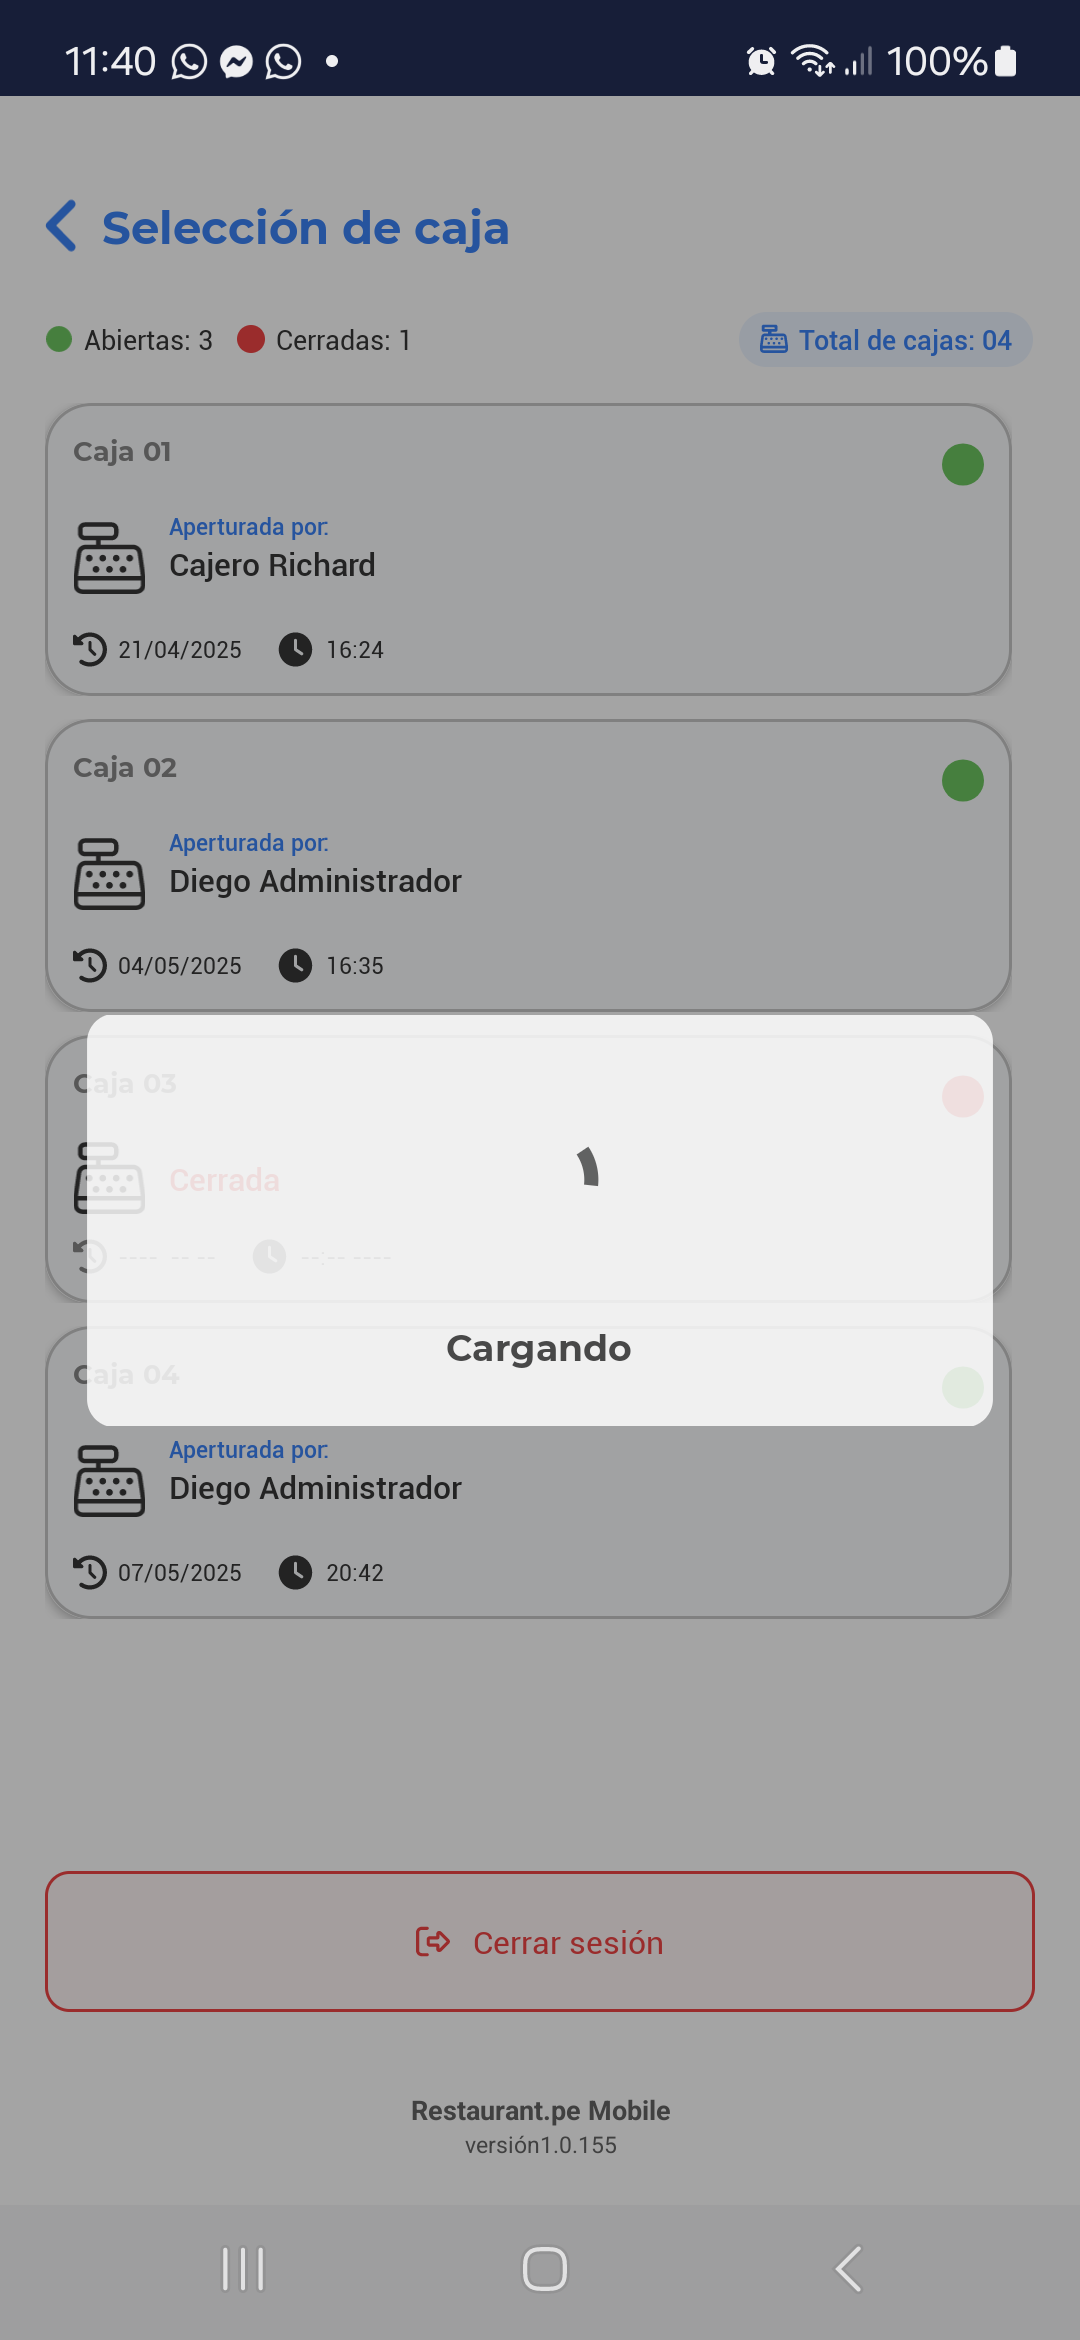 11:40
100%
Selección de caja
Abiertas: 3 Cerradas: 1 Total de cajas: 04
Caja 01
Aperturada por:
Cajero Richard
21/04/2025 16:24
Caja 02
Aperturada por:
Diego Administrador
04/05/2025 16:35
Caja 03
Cerrada
---- -- -- --:-- ----
Cargando
Caja 04
Aperturada por:
Diego Administrador
07/05/2025 20:42
Cerrar sesión
Restaurant.pe Mobile
versión1.0.155